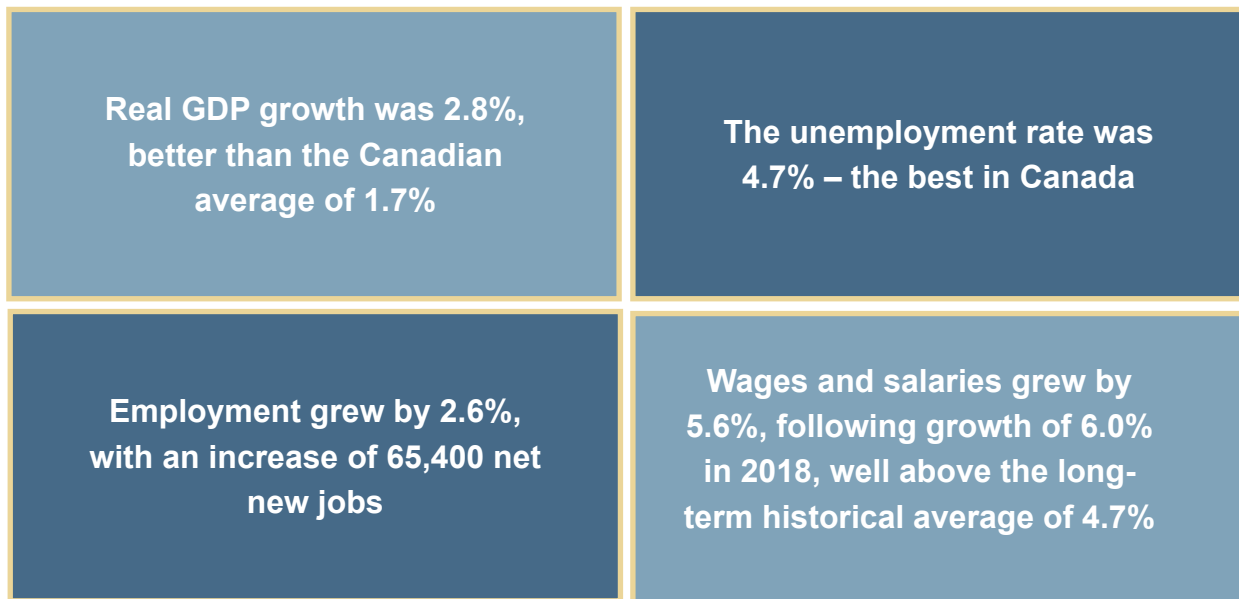 Real GDP growth was 2.8%,
better than the Canadian
average of 1.7%
The unemployment rate was
4.7% – the best in Canada
Employment grew by 2.6%,
with an increase of 65,400 net
new jobs
Wages and salaries grew by
5.6%, following growth of 6.0%
in 2018, well above the long-
term historical average of 4.7%